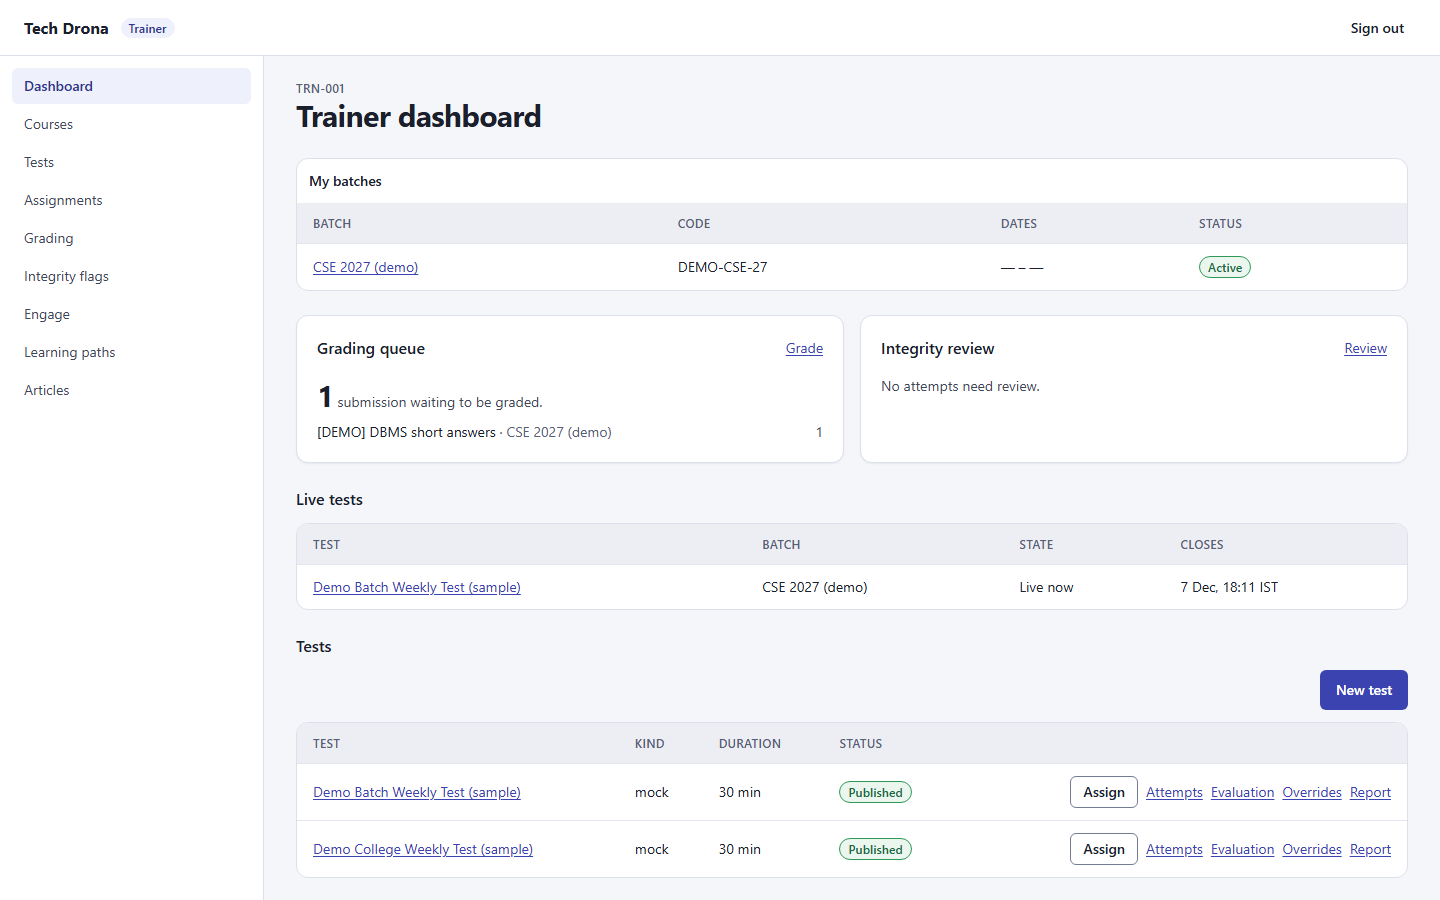 Tech Drona Trainer Sign out
Dashboard
Courses
Tests
Assignments
Grading
Integrity flags
Engage
Learning paths
Articles
TRN-001
Trainer dashboard
My batches
BATCH CODE DATES STATUS
CSE 2027 (demo) DEMO-CSE-27 — – — Active
Grading queue Grade
1 submission waiting to be graded.
[DEMO] DBMS short answers · CSE 2027 (demo) 1
Integrity review Review
No attempts need review.
Live tests
TEST BATCH STATE CLOSES
Demo Batch Weekly Test (sample) CSE 2027 (demo) Live now 7 Dec, 18:11 IST
Tests
New test
TEST KIND DURATION STATUS
Demo Batch Weekly Test (sample) mock 30 min Published Assign Attempts Evaluation Overrides Report
Demo College Weekly Test (sample) mock 30 min Published Assign Attempts Evaluation Overrides Report